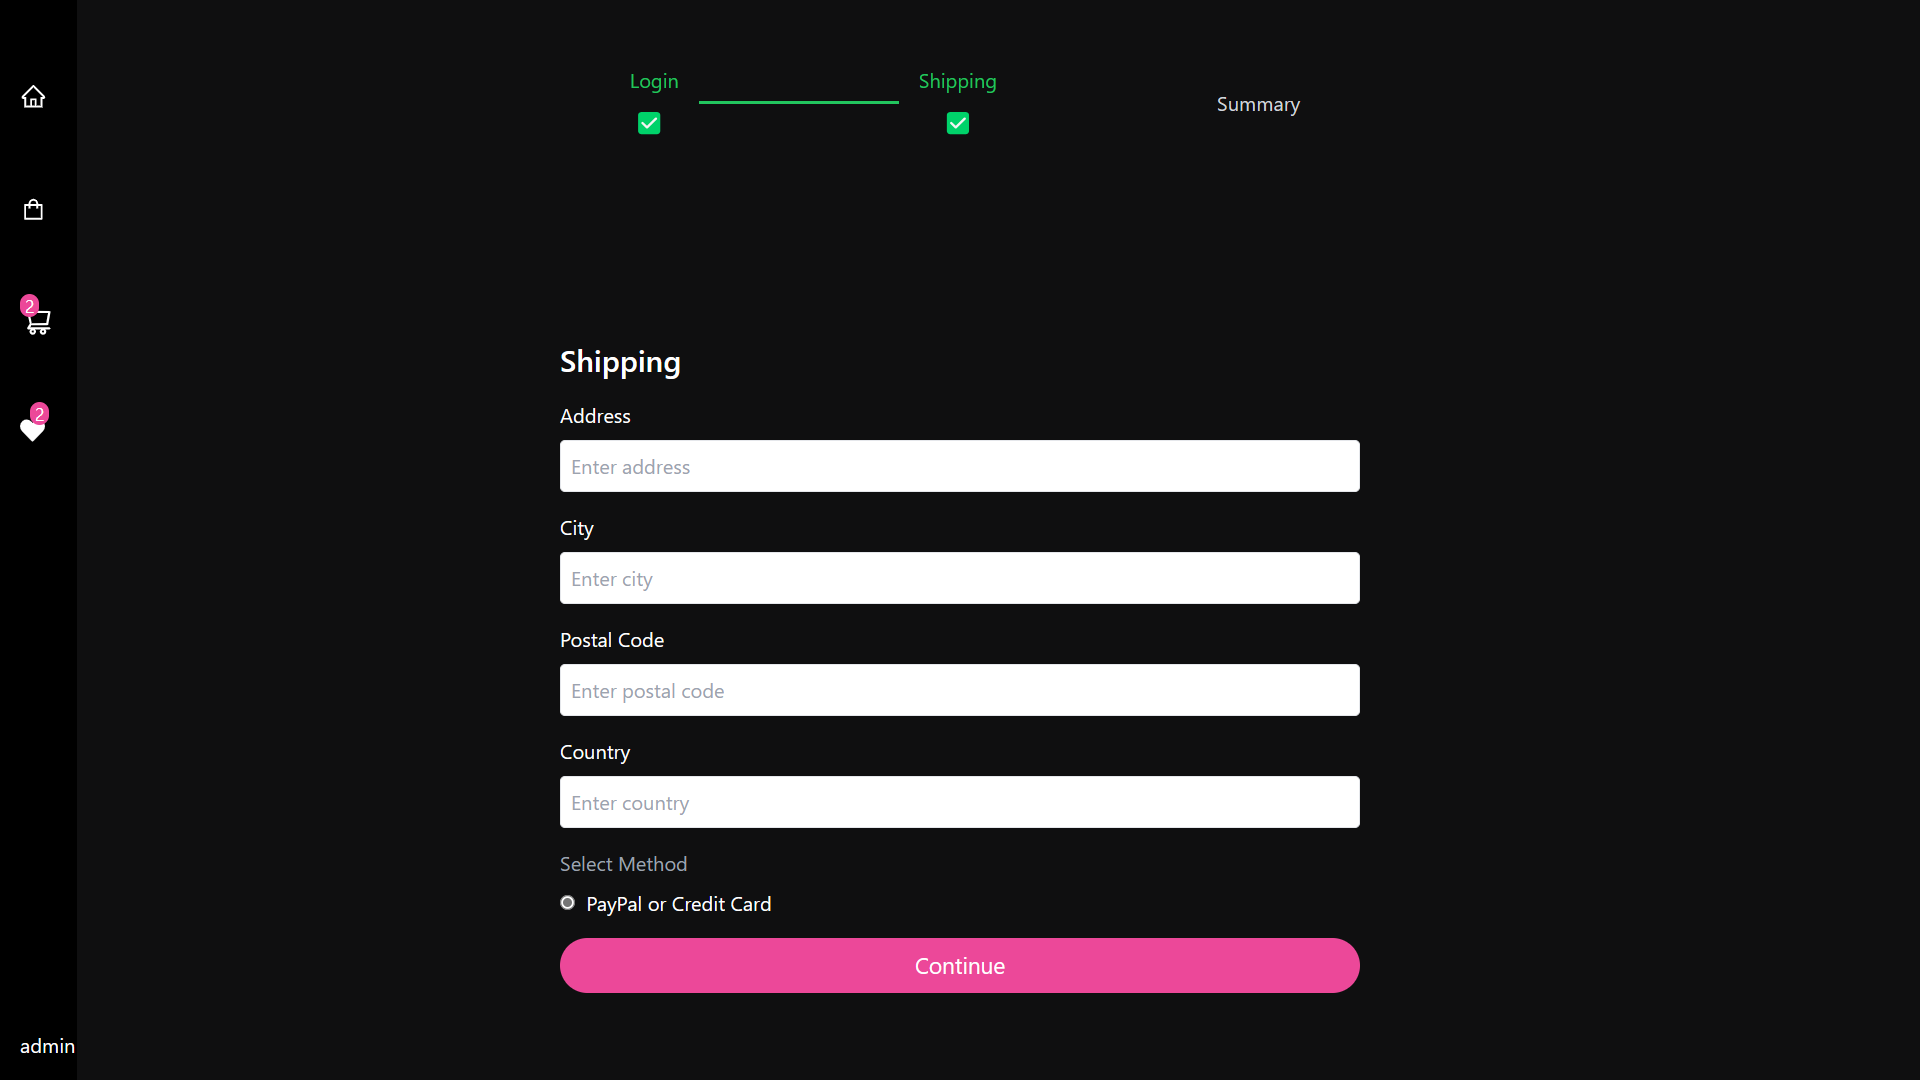 Login
Shipping
Summary
2
2
Shipping
Address
Enter address
City
Enter city
Postal Code
Enter postal code
Country
Enter country
Select Method
PayPal or Credit Card
Continue
admin